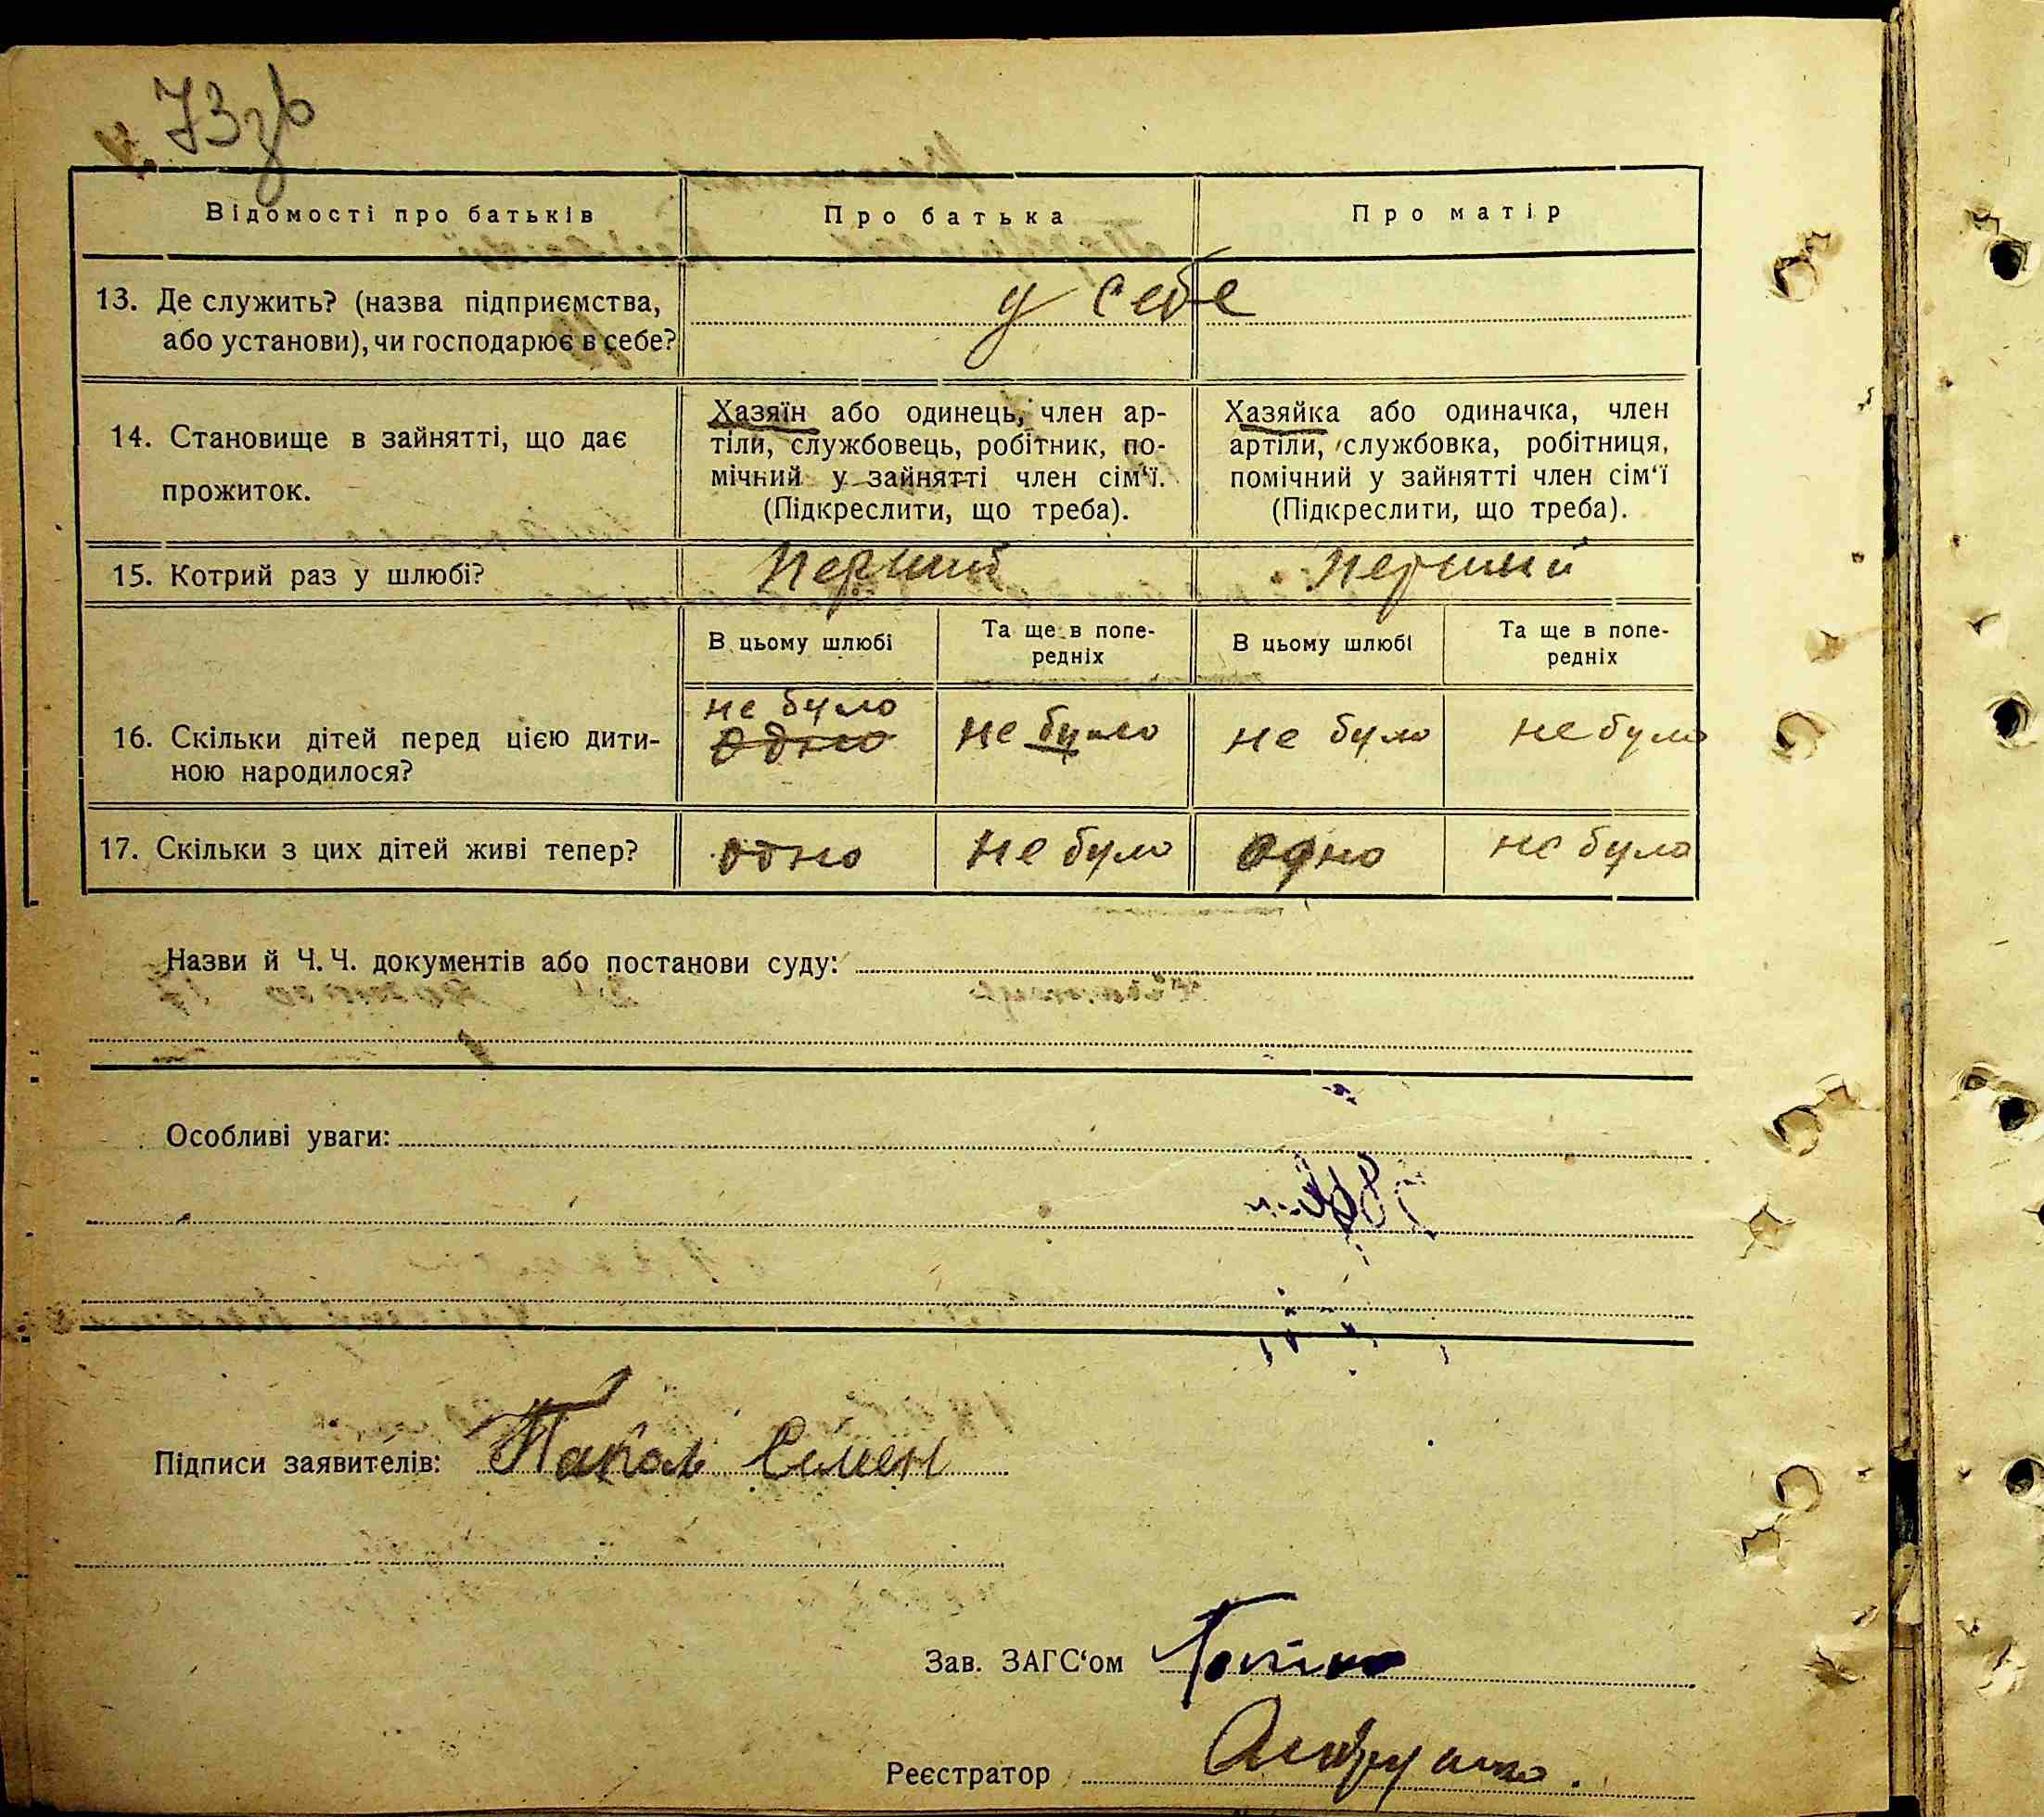 73зв
Відомості про батьків
Про батька
Про матір
13. Де служить? (назва підприємства,
або установи), чи господарює в себе?
у себе
14. Становище в зайнятті, що дає
прожиток.
Хазяїн або одинець, член ар-
тіли, службовець, робітник, по-
мічний у зайнятті член сім‘ї.
(Підкреслити, що треба).
Хазяйка або одиначка, член
артіли, службовка, робітниця,
помічний у зайнятті член сім‘ї
(Підкреслити, що треба).
15. Котрий раз у шлюбі?
перший
перший
В цьому шлюбі
Та ще в попе-
редніх
В цьому шлюбі
Та ще в попе-
редніх
16. Скільки дітей перед цією дити-
ною народилося?
не було
одно
не було
не було
не було
17. Скільки з цих дітей живі тепер?
одно
не було
одно
не було
Назви й Ч.Ч. документів або постанови суду:
Особливі уваги:
Підписи заявителів:
Семен
Зав. ЗАГС‘ом
Реєстратор